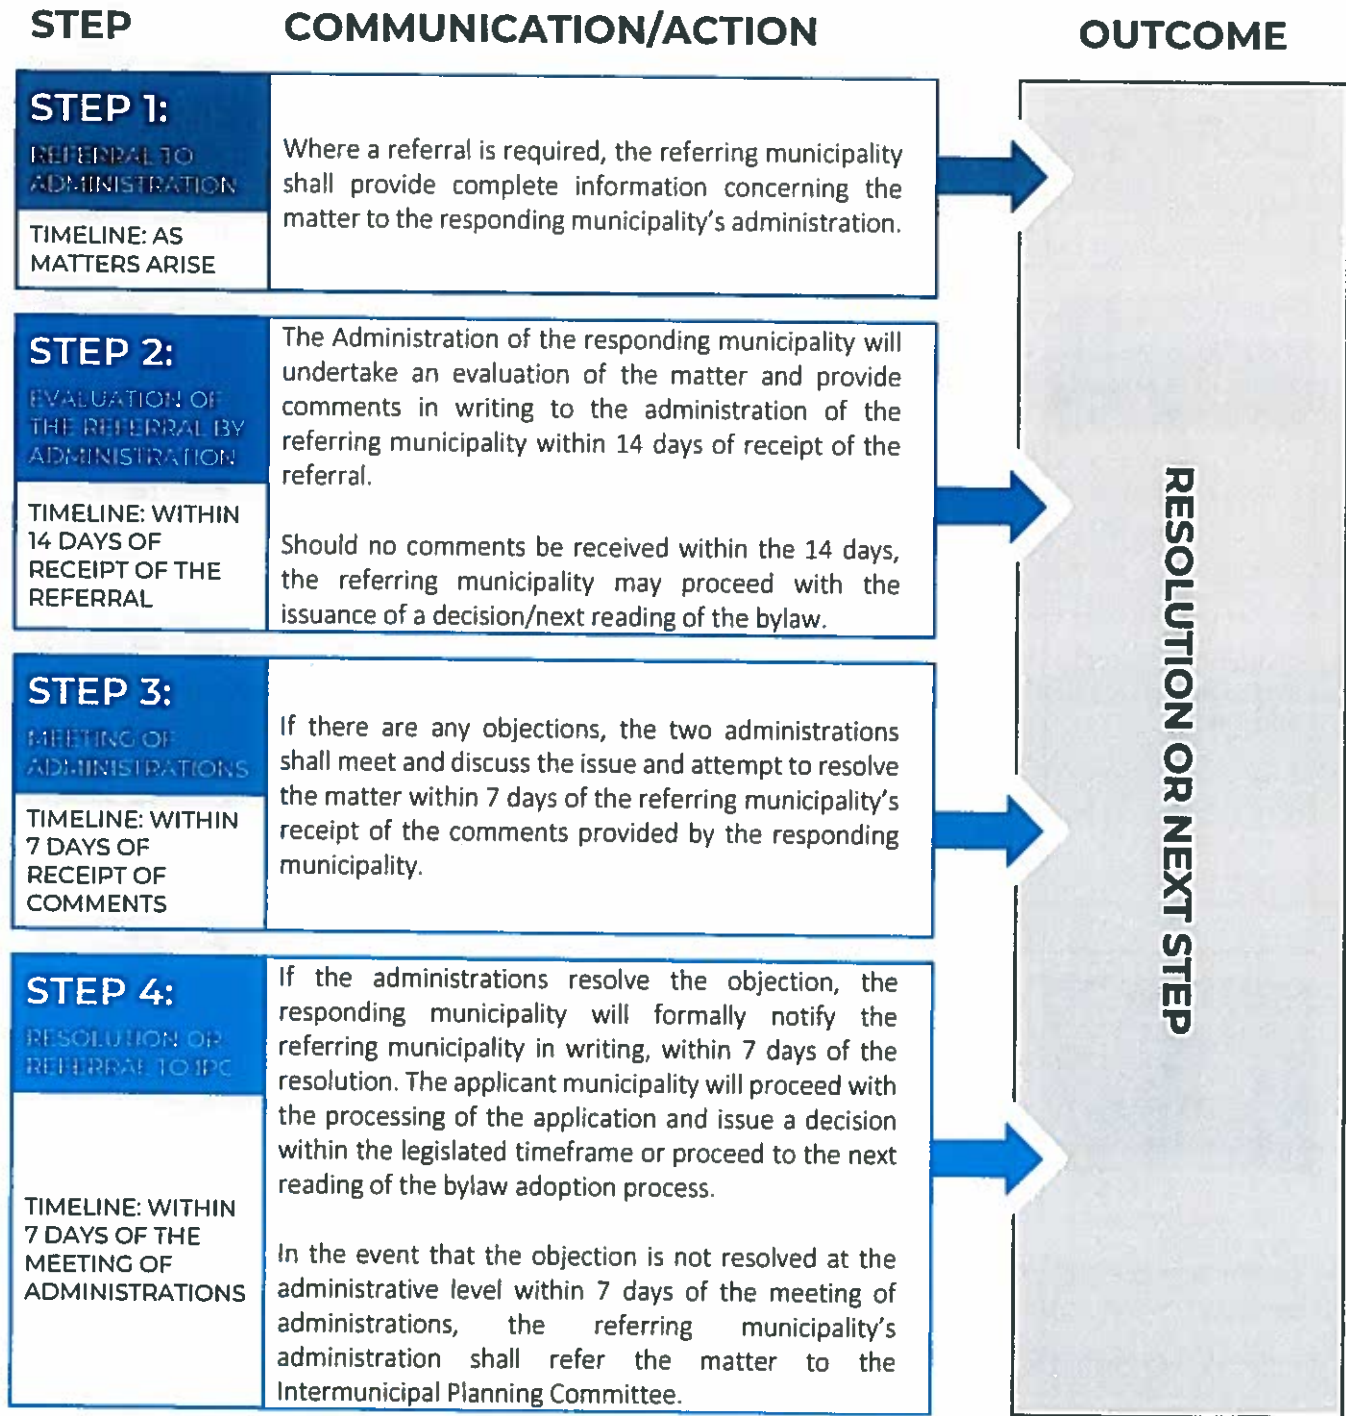 STEP
COMMUNICATION/ACTION
OUTCOME
STEP 1:
REFERRAL TO
ADMINISTRATION
TIMELINE: AS
MATTERS ARISE
Where a referral is required, the referring municipality
shall provide complete information concerning the
matter to the responding municipality's administration.
STEP 2:
EVALUATION OF
THE REFERRAL BY
ADMINISTRATION
TIMELINE: WITHIN
14 DAYS OF
RECEIPT OF THE
REFERRAL
The Administration of the responding municipality will
undertake an evaluation of the matter and provide
comments in writing to the administration of the
referring municipality within 14 days of receipt of the
referral.
Should no comments be received within the 14 days,
the referring municipality may proceed with the
issuance of a decision/next reading of the bylaw.
STEP 3:
MEETING OF
ADMINISTRATIONS
TIMELINE: WITHIN
7 DAYS OF
RECEIPT OF
COMMENTS
If there are any objections, the two administrations
shall meet and discuss the issue and attempt to resolve
the matter within 7 days of the referring municipality's
receipt of the comments provided by the responding
municipality.
STEP 4:
RESOLUTION OR
REFERRAL TO IPC
TIMELINE: WITHIN
7 DAYS OF THE
MEETING OF
ADMINISTRATIONS
If the administrations resolve the objection, the
responding municipality will formally notify the
referring municipality in writing, within 7 days of the
resolution. The applicant municipality will proceed with
the processing of the application and issue a decision
within the legislated timeframe or proceed to the next
reading of the bylaw adoption process.
In the event that the objection is not resolved at the
administrative level within 7 days of the meeting of
administrations, the referring municipality's
administration shall refer the matter to the
Intermunicipal Planning Committee.
RESOLUTION OR NEXT STEP